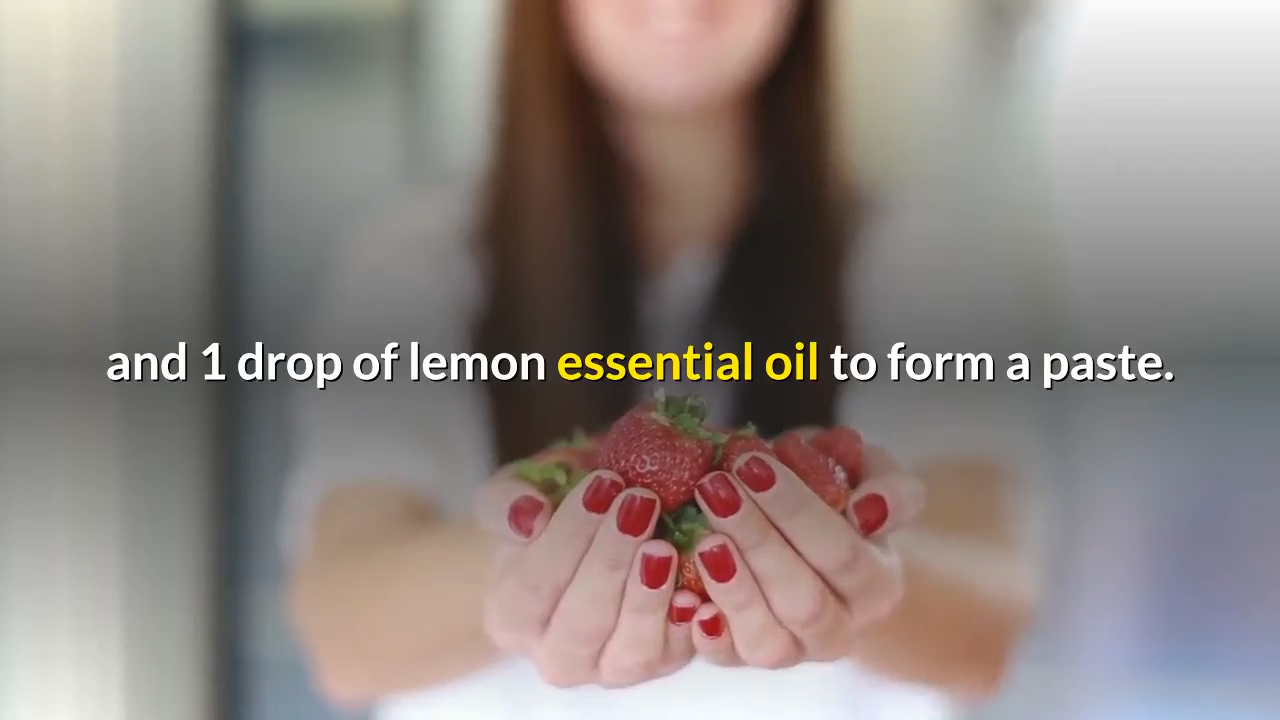 and 1 drop of lemon essential oil to form a paste.